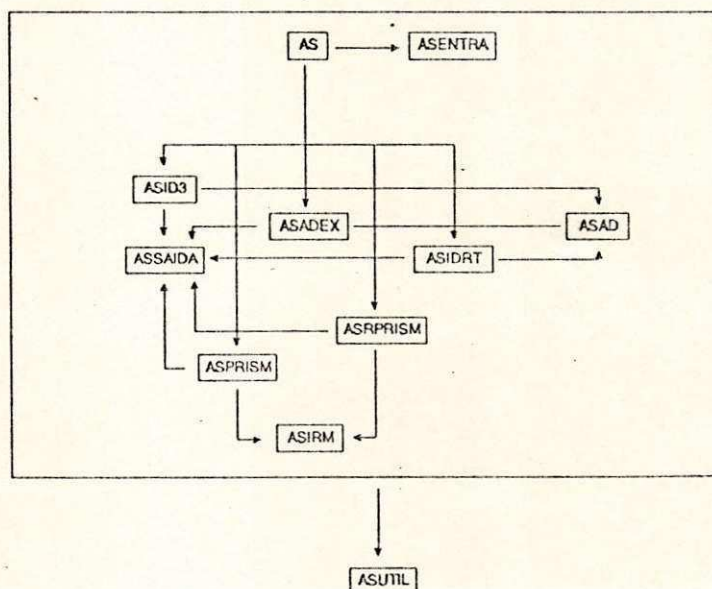 AS
ASENTRA
ASID3
ASADEX
ASAD
ASSAIDA
ASIDRT
ASRPRISM
ASPRISM
ASIRM
ASUTIL